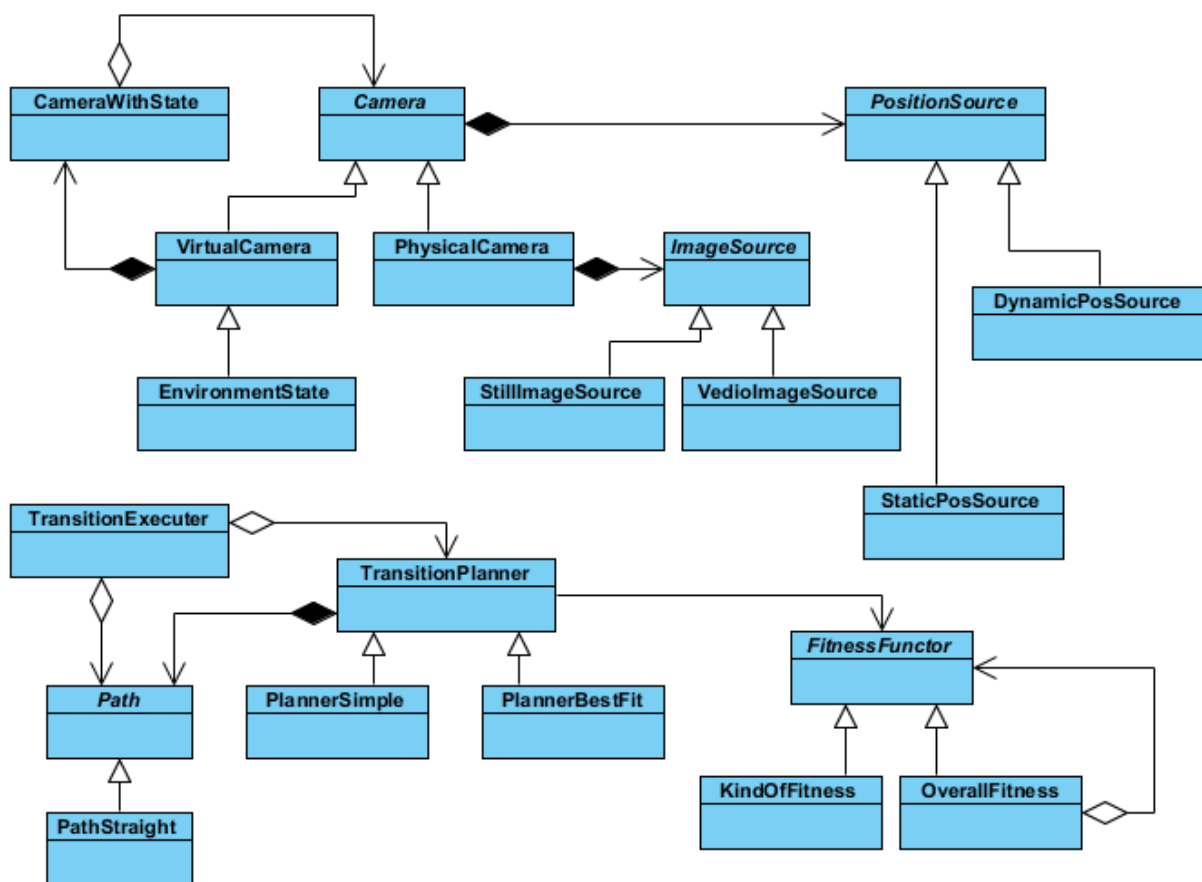 CameraWithState
Camera
PositionSource
VirtualCamera
PhysicalCamera
ImageSource
DynamicPosSource
EnvironmentState
StillImageSource
VedioImageSource
StaticPosSource
TransitionExecuter
TransitionPlanner
FitnessFunctor
Path
PlannerSimple
PlannerBestFit
KindOfFitness
OverallFitness
PathStraight